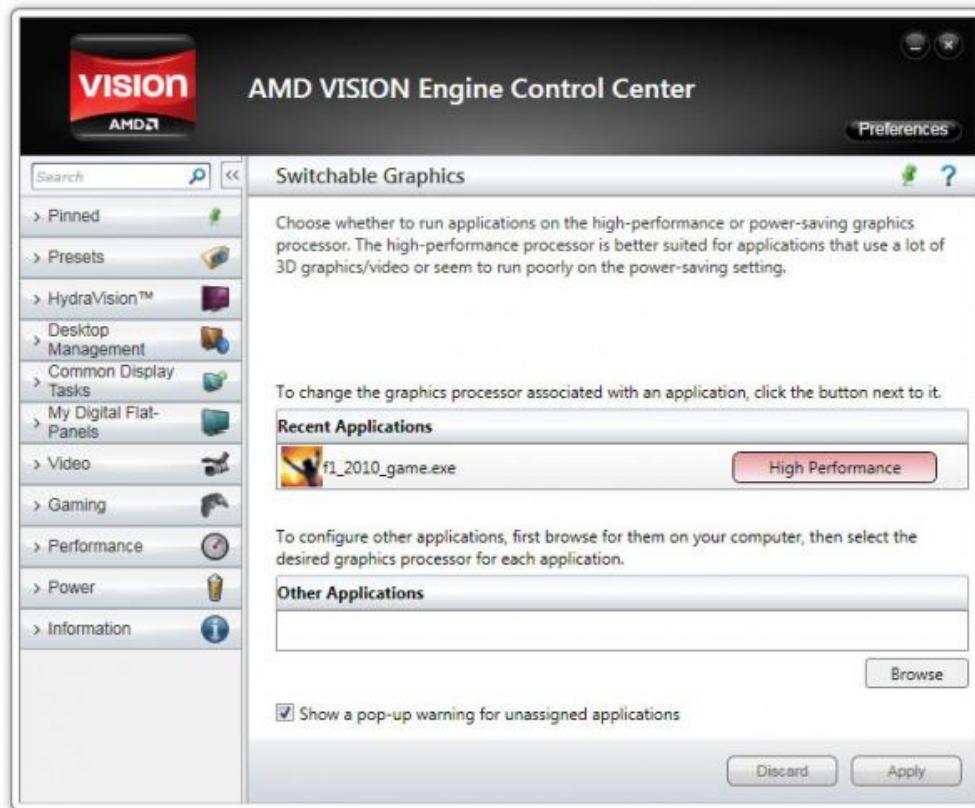 VISION
AMD
AMD VISION Engine Control Center
Preferences
Search
<<
Switchable Graphics
?
> Pinned
> Presets
> HydraVision™
> Desktop
Management
> Common Display
Tasks
> My Digital Flat-
Panels
> Video
> Gaming
> Performance
> Power
> Information
Choose whether to run applications on the high-performance or power-saving graphics
processor. The high-performance processor is better suited for applications that use a lot of
3D graphics/video or seem to run poorly on the power-saving setting.
To change the graphics processor associated with an application, click the button next to it.
Recent Applications
f1_2010_game.exe
High Performance
To configure other applications, first browse for them on your computer, then select the
desired graphics processor for each application.
Other Applications
Browse
Show a pop-up warning for unassigned applications
Discard
Apply